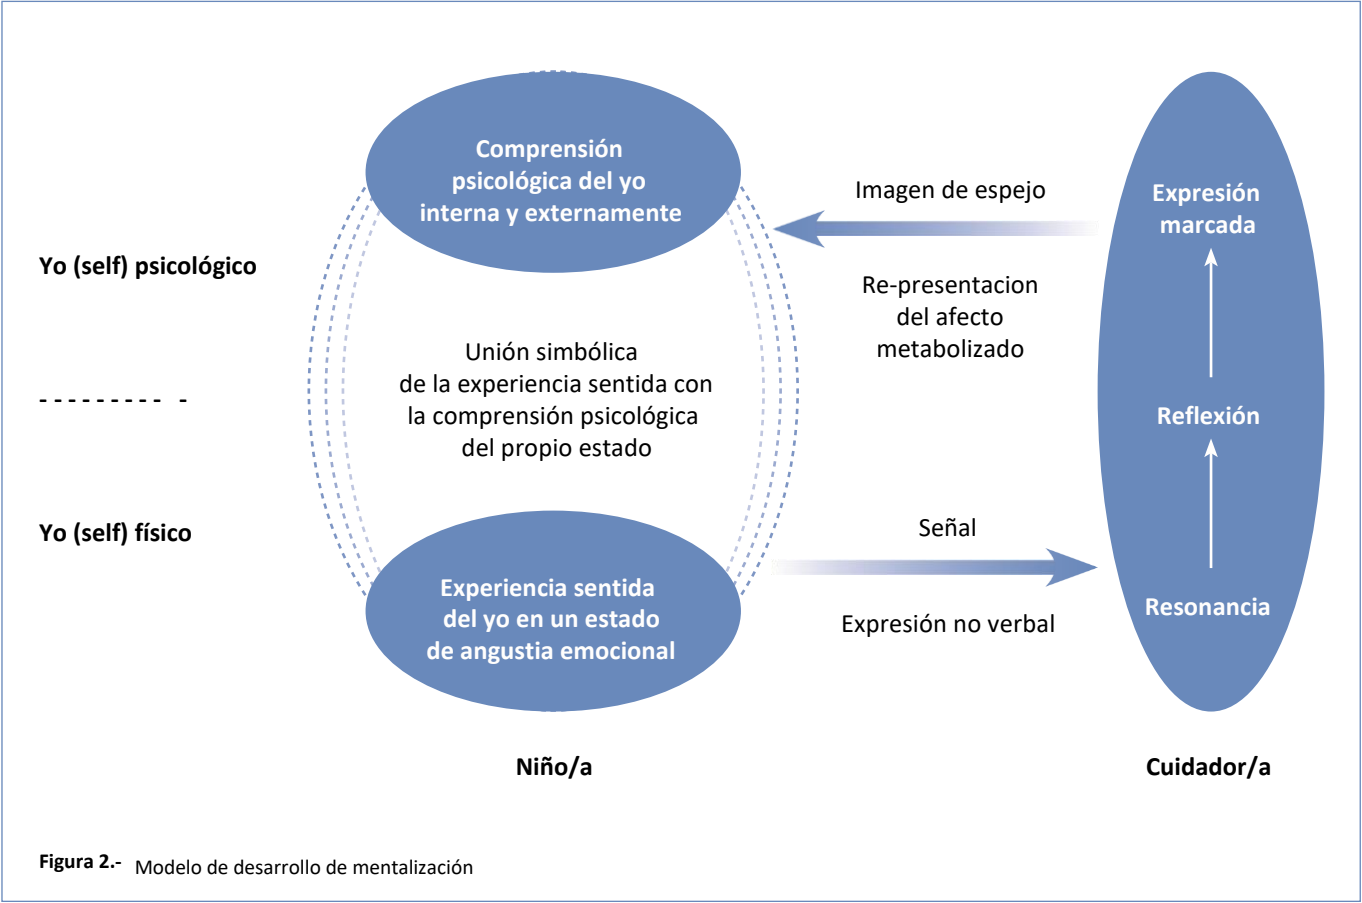 Comprensión
psicológica del yo
interna y externamente
Imagen de espejo
Expresión
marcada
Yo (self) psicológico
Re-presentacion
del afecto
metabolizado
Unión simbólica
de la experiencia sentida con
la comprensión psicológica
del propio estado
- - - - - - - - - -
Reflexión
Yo (self) físico
Señal
Experiencia sentida
del yo en un estado
de angustia emocional
Expresión no verbal
Resonancia
Niño/a
Cuidador/a
Figura 2.- Modelo de desarrollo de mentalización